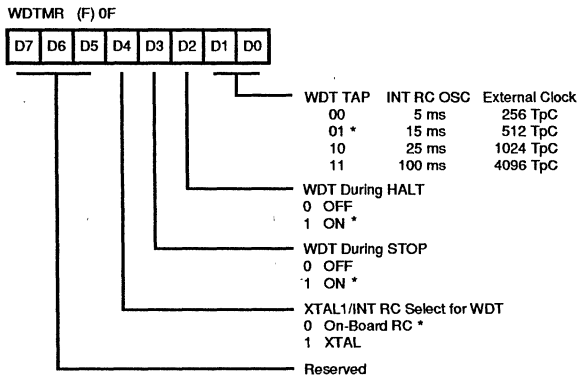 WDTMR (F) 0F
D7 D6 D5 D4 D3 D2 D1 D0
WDT TAP INT RC OSC External Clock
00 5 ms 256 TpC
01 * 15 ms 512 TpC
10 25 ms 1024 TpC
11 100 ms 4096 TpC
WDT During HALT
0 OFF
1 ON *
WDT During STOP
0 OFF
1 ON *
XTAL1/INT RC Select for WDT
0 On-Board RC *
1 XTAL
Reserved